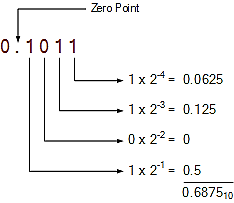 Zero Point
0.1011
1 x 2⁻⁴ = 0.0625
1 x 2⁻³ = 0.125
0 x 2⁻² = 0
1 x 2⁻¹ = 0.5
0.6875₁₀